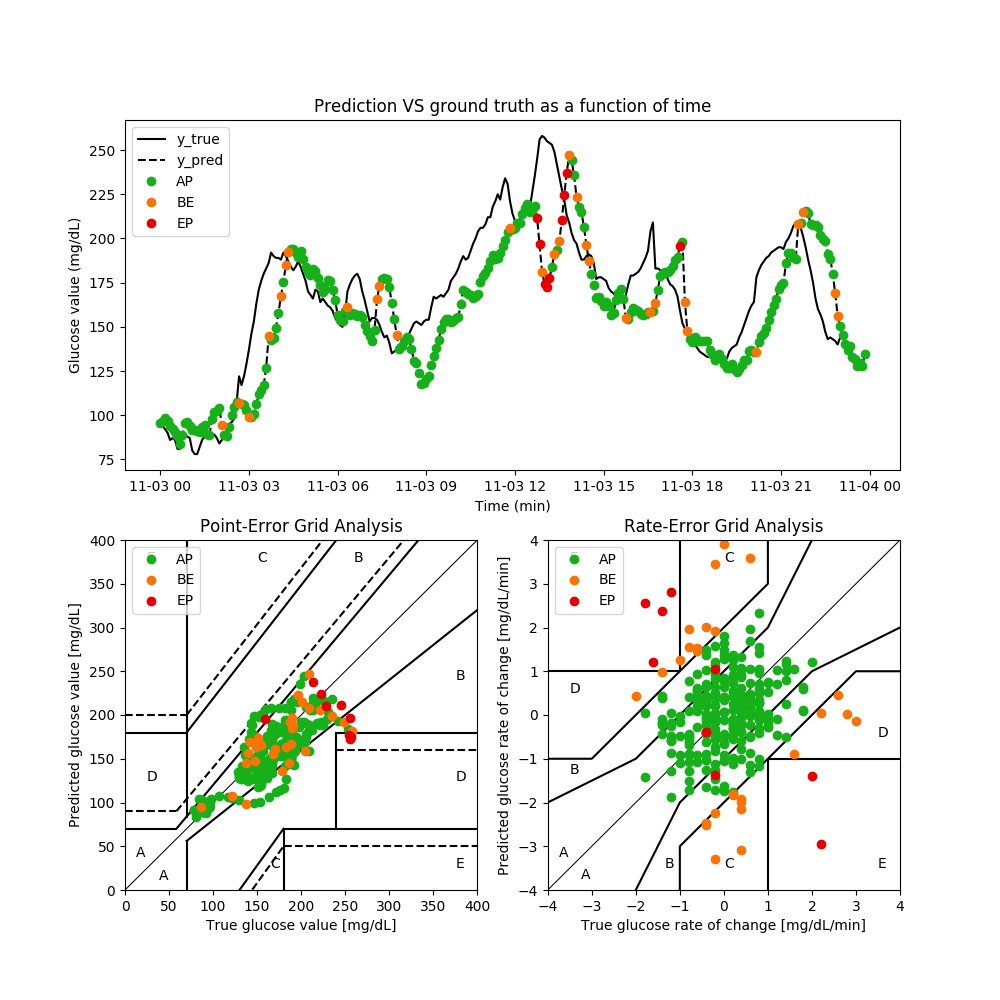 Prediction VS ground truth as a function of time
Glucose value (mg/dL)
250
225
200
175
150
125
100
75
y_true
y_pred
AP
BE
EP
11-03 00 11-03 03 11-03 06 11-03 09 11-03 12 11-03 15 11-03 18 11-03 21 11-04 00
Time (min)
Point-Error Grid Analysis
Predicted glucose value [mg/dL]
400
350
300
250
200
150
100
50
0
AP
BE
EP
C
B
B
D
D
A
A
C
E
0 50 100 150 200 250 300 350 400
True glucose value [mg/dL]
Rate-Error Grid Analysis
Predicted glucose rate of change [mg/dL/min]
4
3
2
1
0
−1
−2
−3
−4
AP
BE
EP
C
D
D
B
A
A
B
C
E
−4 −3 −2 −1 0 1 2 3 4
True glucose rate of change [mg/dL/min]